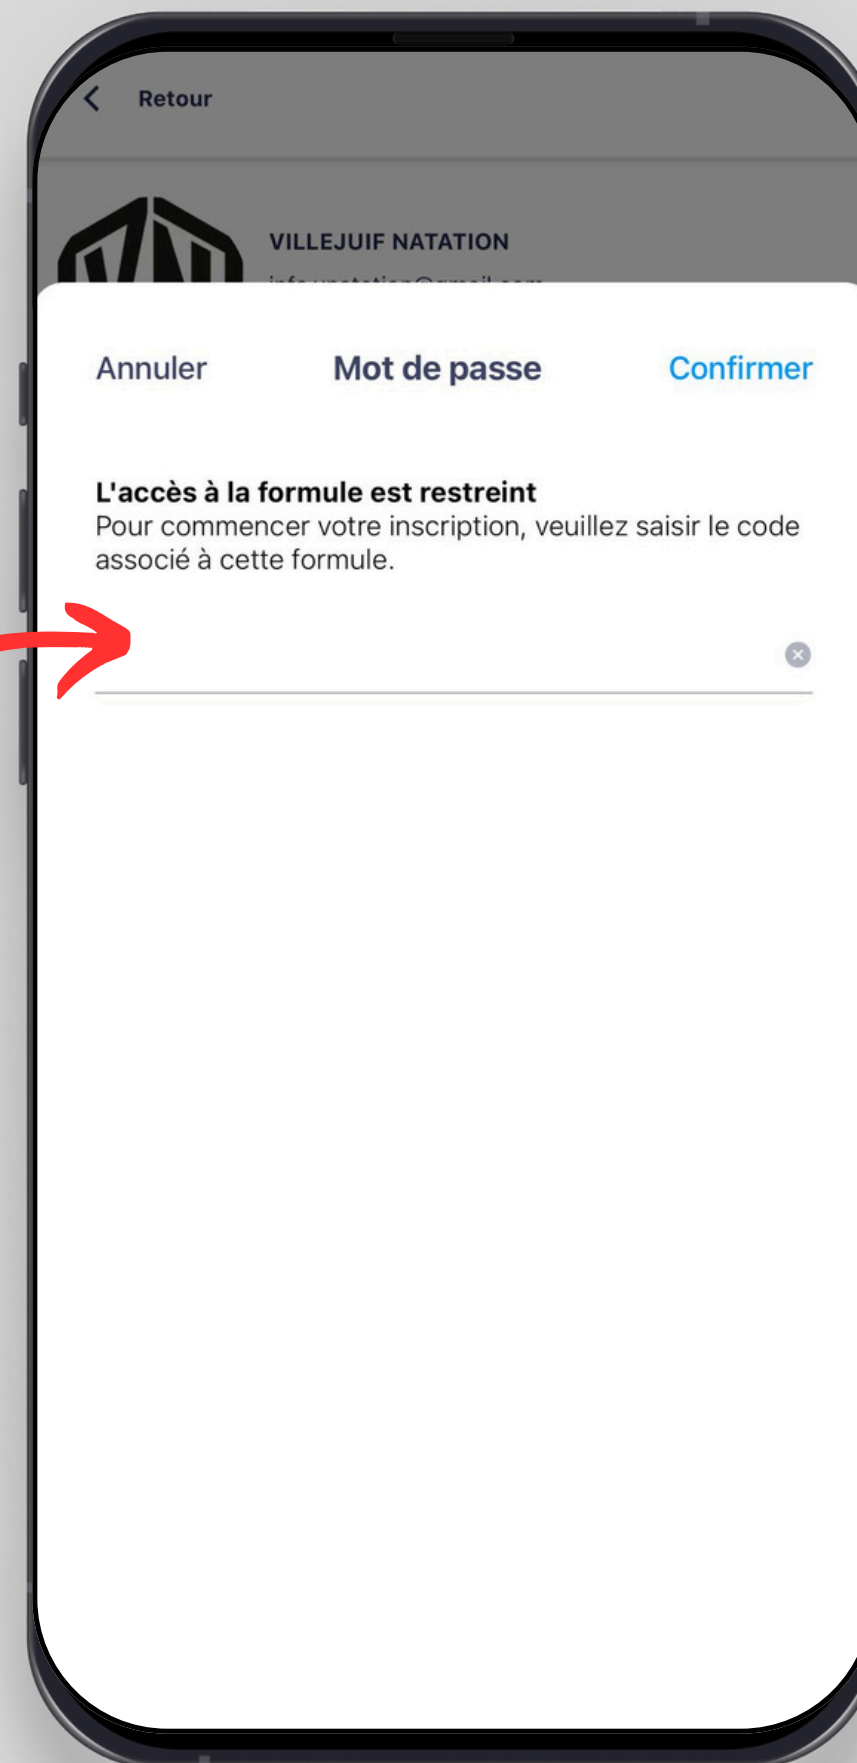 Retour
VN
VILLEJUIF NATATION
Annuler
Mot de passe
Confirmer
L'accès à la formule est restreint
Pour commencer votre inscription, veuillez saisir le code
associé à cette formule.